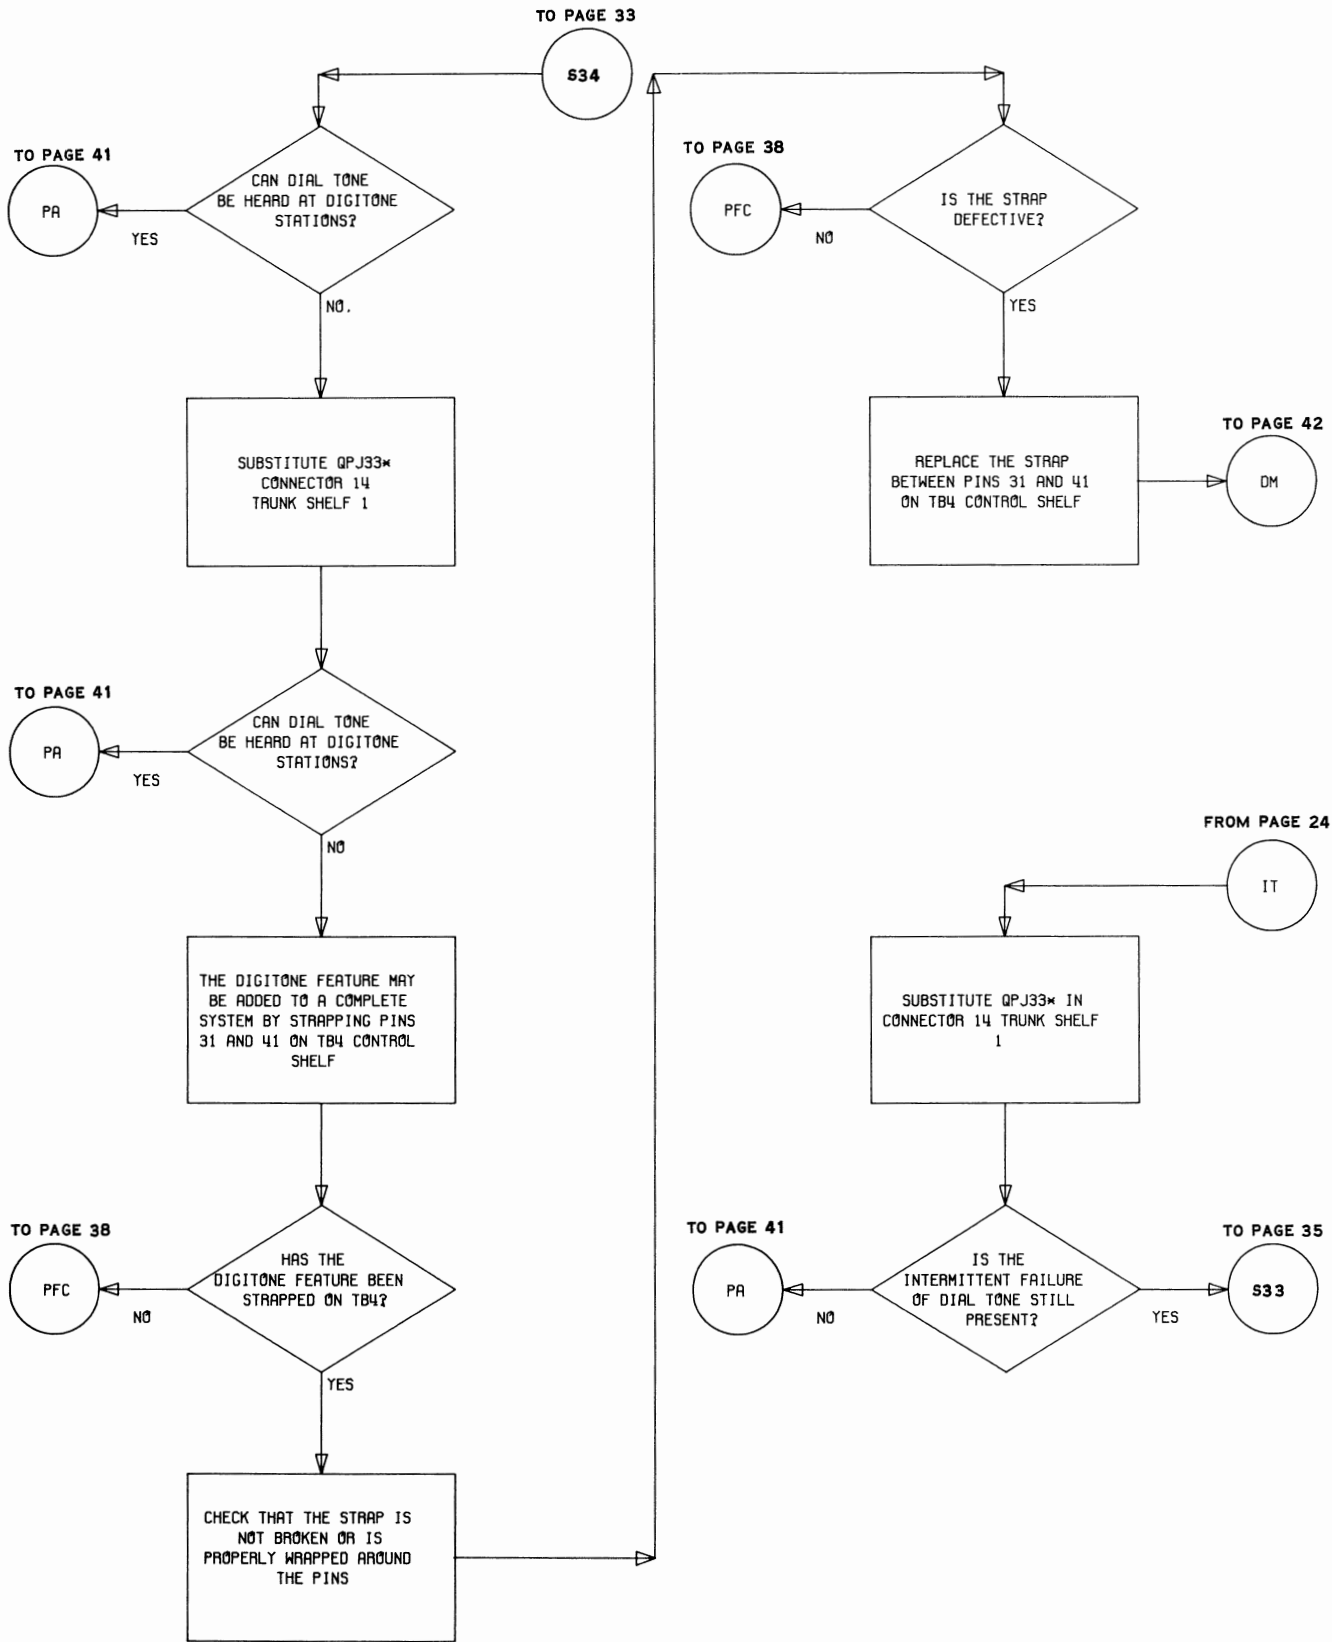 TO PAGE 33
S34
TO PAGE 41
PA
YES
CAN DIAL TONE
BE HEARD AT DIGITONE
STATIONS?
NO.
SUBSTITUTE QPJ33*
CONNECTOR 14
TRUNK SHELF 1
TO PAGE 41
PA
YES
CAN DIAL TONE
BE HEARD AT DIGITONE
STATIONS?
NO
THE DIGITONE FEATURE MAY
BE ADDED TO A COMPLETE
SYSTEM BY STRAPPING PINS
31 AND 41 ON TB4 CONTROL
SHELF
TO PAGE 38
PFC
NO
HAS THE
DIGITONE FEATURE BEEN
STRAPPED ON TB4?
YES
CHECK THAT THE STRAP IS
NOT BROKEN OR IS
PROPERLY WRAPPED AROUND
THE PINS
TO PAGE 38
PFC
NO
IS THE STRAP
DEFECTIVE?
YES
REPLACE THE STRAP
BETWEEN PINS 31 AND 41
ON TB4 CONTROL SHELF
TO PAGE 42
DM
FROM PAGE 24
IT
SUBSTITUTE QPJ33* IN
CONNECTOR 14 TRUNK SHELF
1
TO PAGE 41
PA
NO
IS THE
INTERMITTENT FAILURE
OF DIAL TONE STILL
PRESENT?
YES
TO PAGE 35
S33